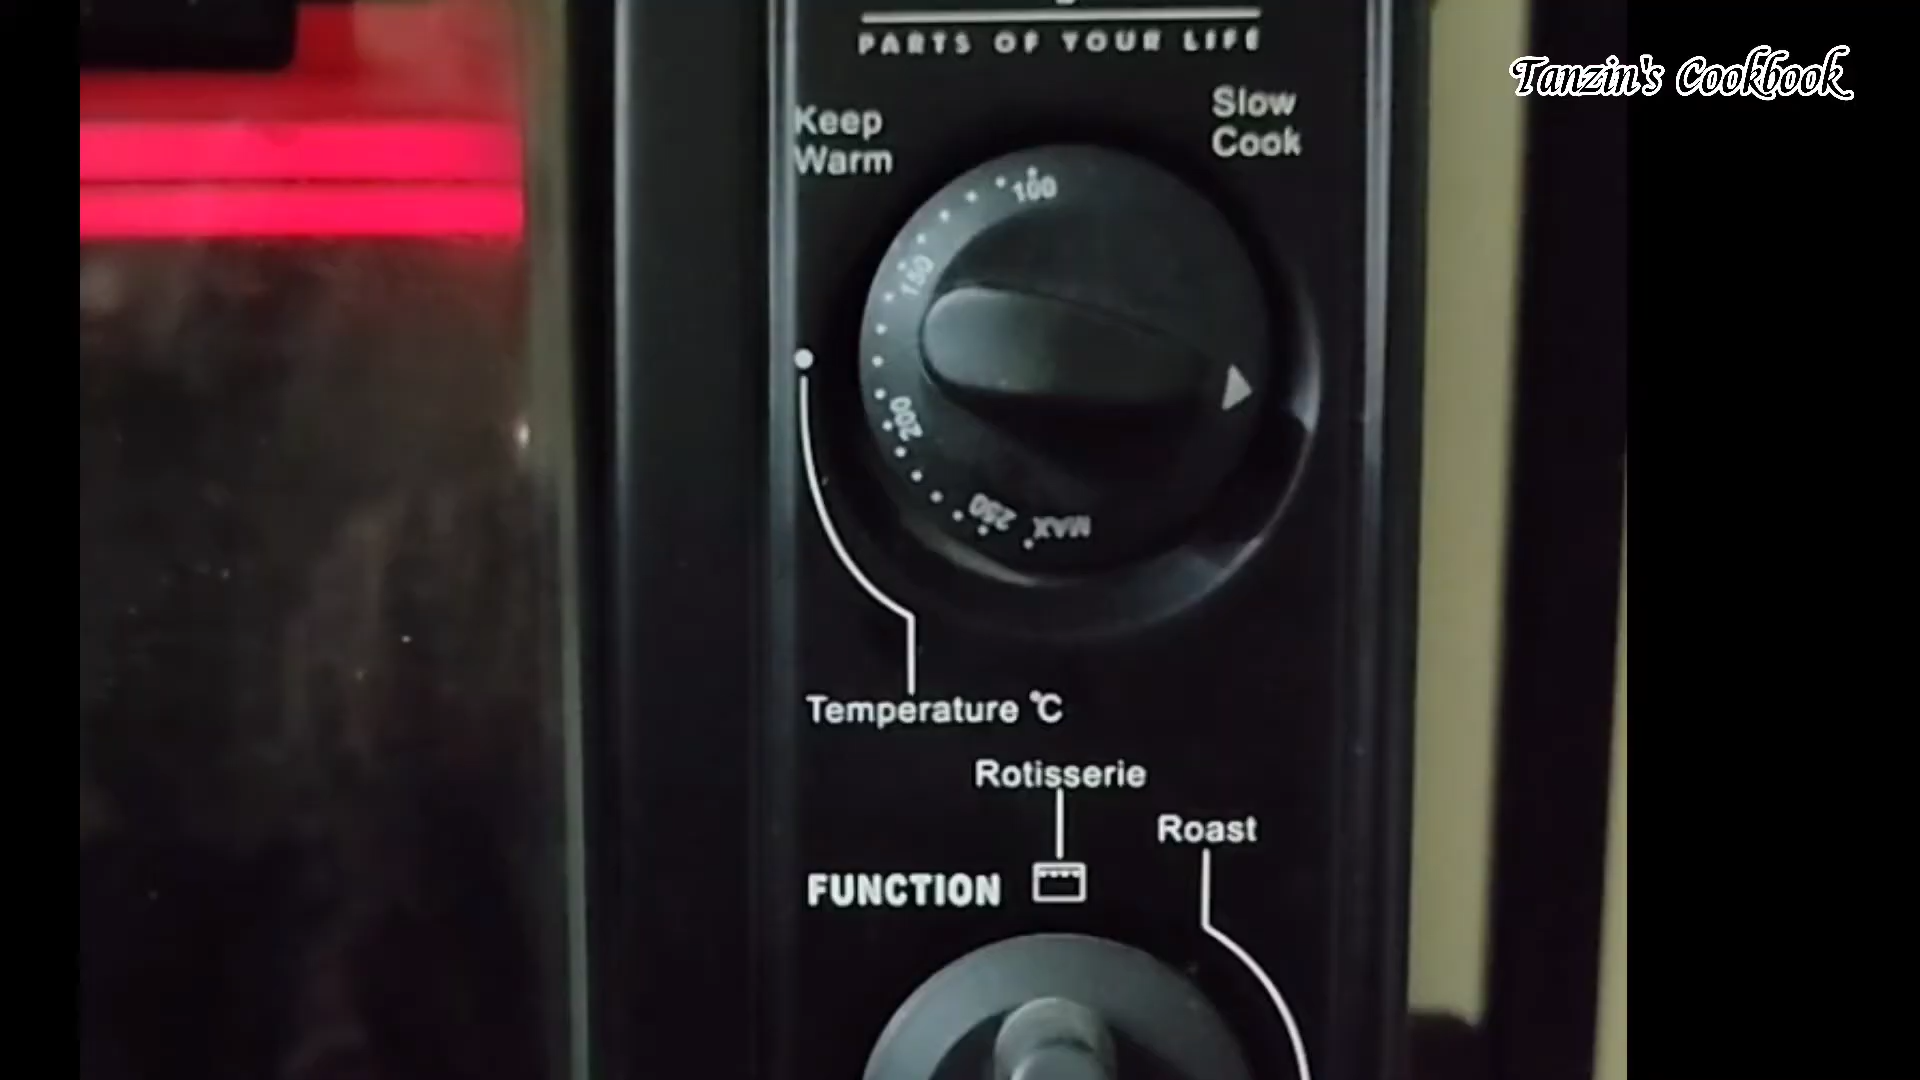 PARTS OF YOUR LIFE
Tanzin's Cookbook
Keep
Warm
Slow
Cook
100
150
200
250
MAX
Temperature °C
Rotisserie
Roast
FUNCTION